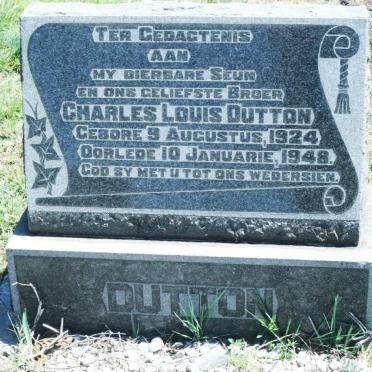 TER GEDAGTENIS
AAN
MY DIERBARE SEUN
EN ONS GELIEFSTE BROER
CHARLES LOUIS DUTTON
GEBORE 9 AUGUSTUS, 1924
OORLEDE 10 JANUARIE, 1948.
GOD SY MET U TOT ONS WEDERSIEN.
DUTTON